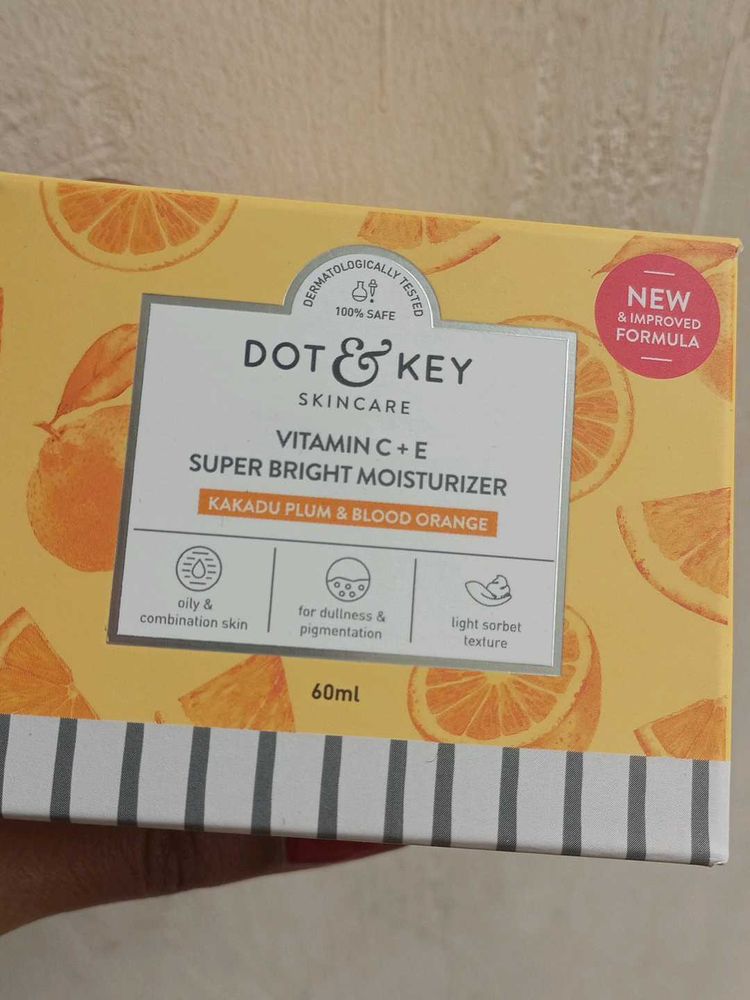 DERMATOLOGICALLY TESTED
100% SAFE
NEW
& IMPROVED
FORMULA
DOT & KEY
SKINCARE
VITAMIN C + E
SUPER BRIGHT MOISTURIZER
KAKADU PLUM & BLOOD ORANGE
oily &
combination skin
for dullness &
pigmentation
light sorbet
texture
60ml